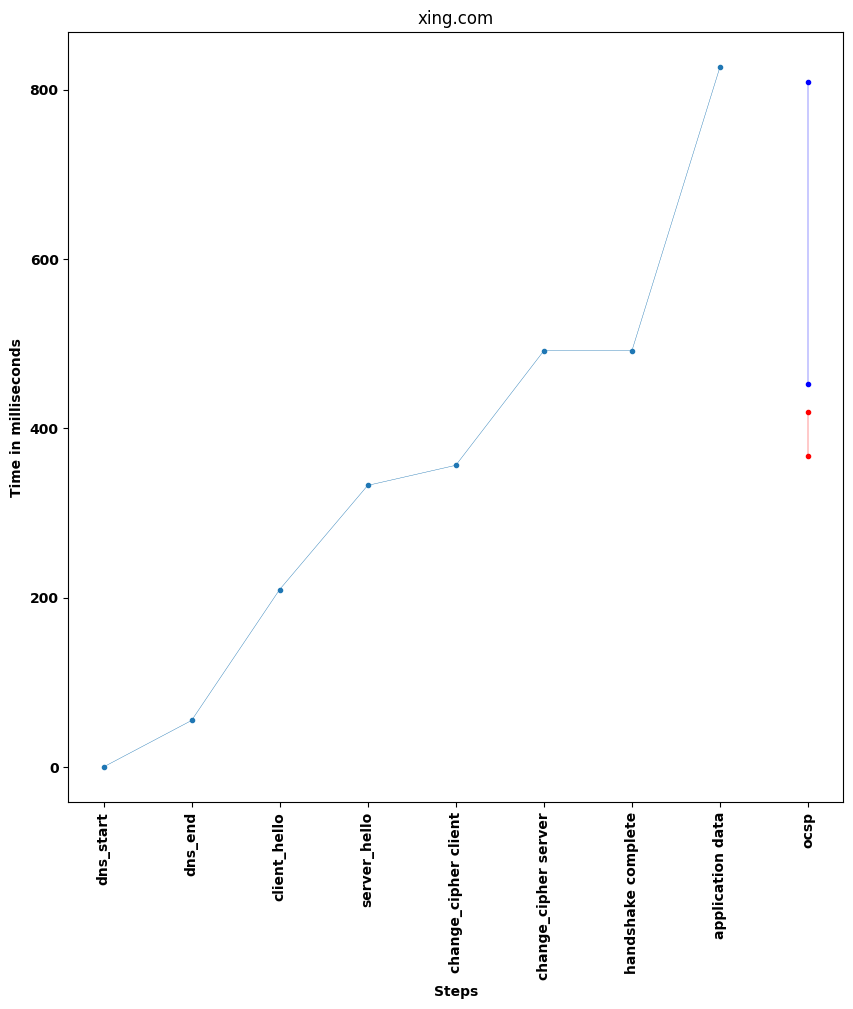 xing.com
Time in milliseconds
800
600
400
200
0
dns_start
dns_end
client_hello
server_hello
change_cipher client
change_cipher server
handshake complete
application data
ocsp
Steps